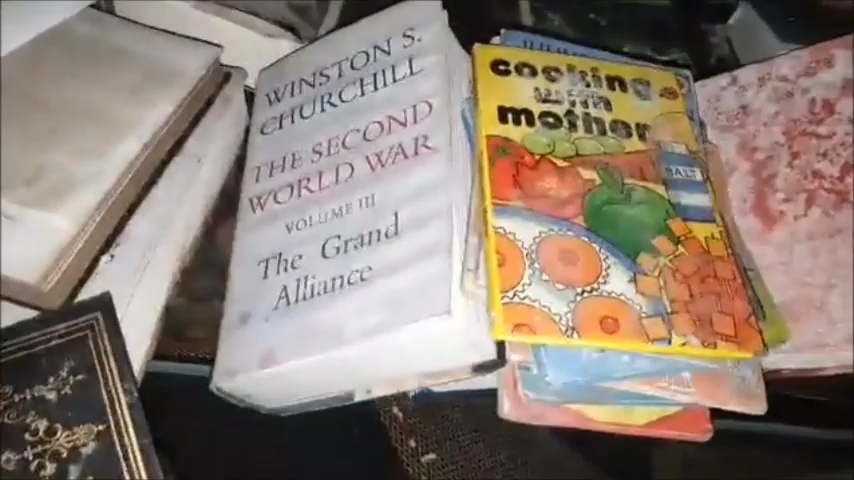 WINSTON S.
CHURCHILL
THE SECOND
WORLD WAR
VOLUME III
The Grand
Alliance
cooking
with
mother
SALT